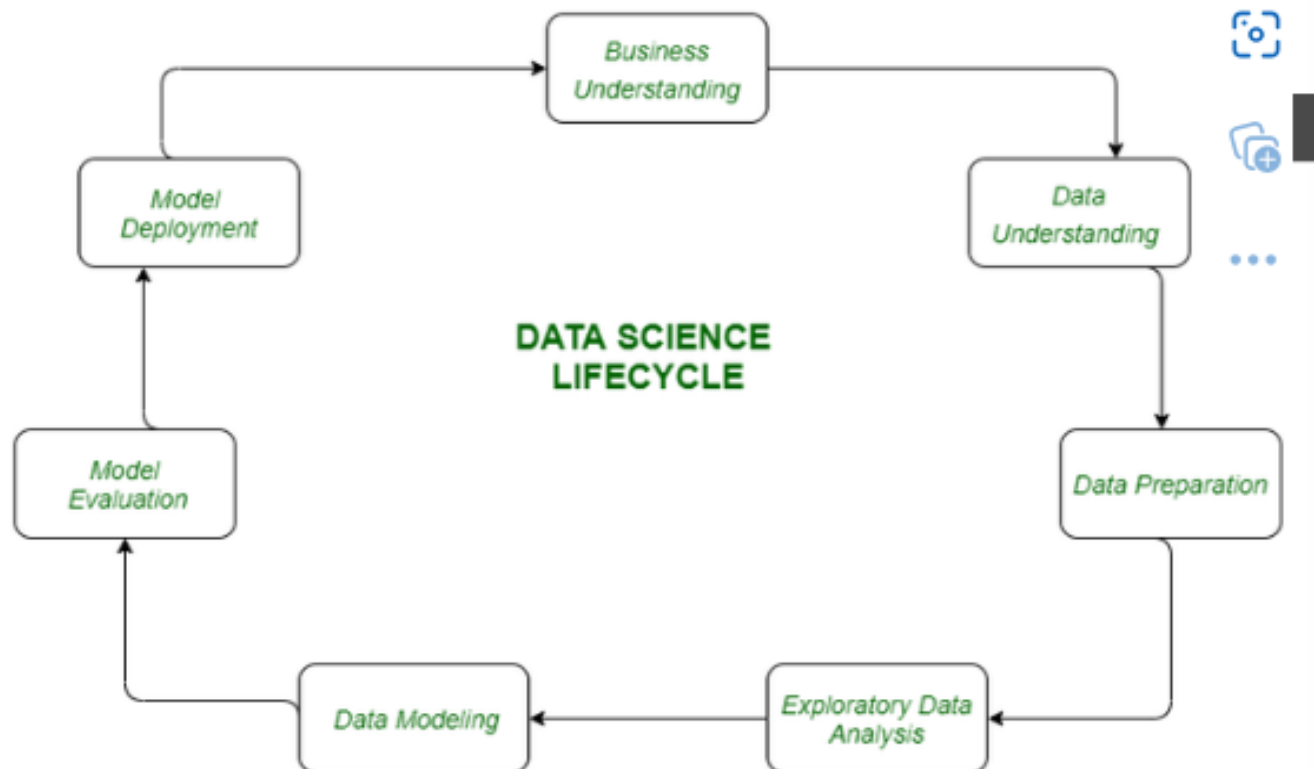 Business
Understanding
Data
Understanding
Data Preparation
Exploratory Data
Analysis
Data Modeling
Model
Evaluation
Model
Deployment
DATA SCIENCE
LIFECYCLE